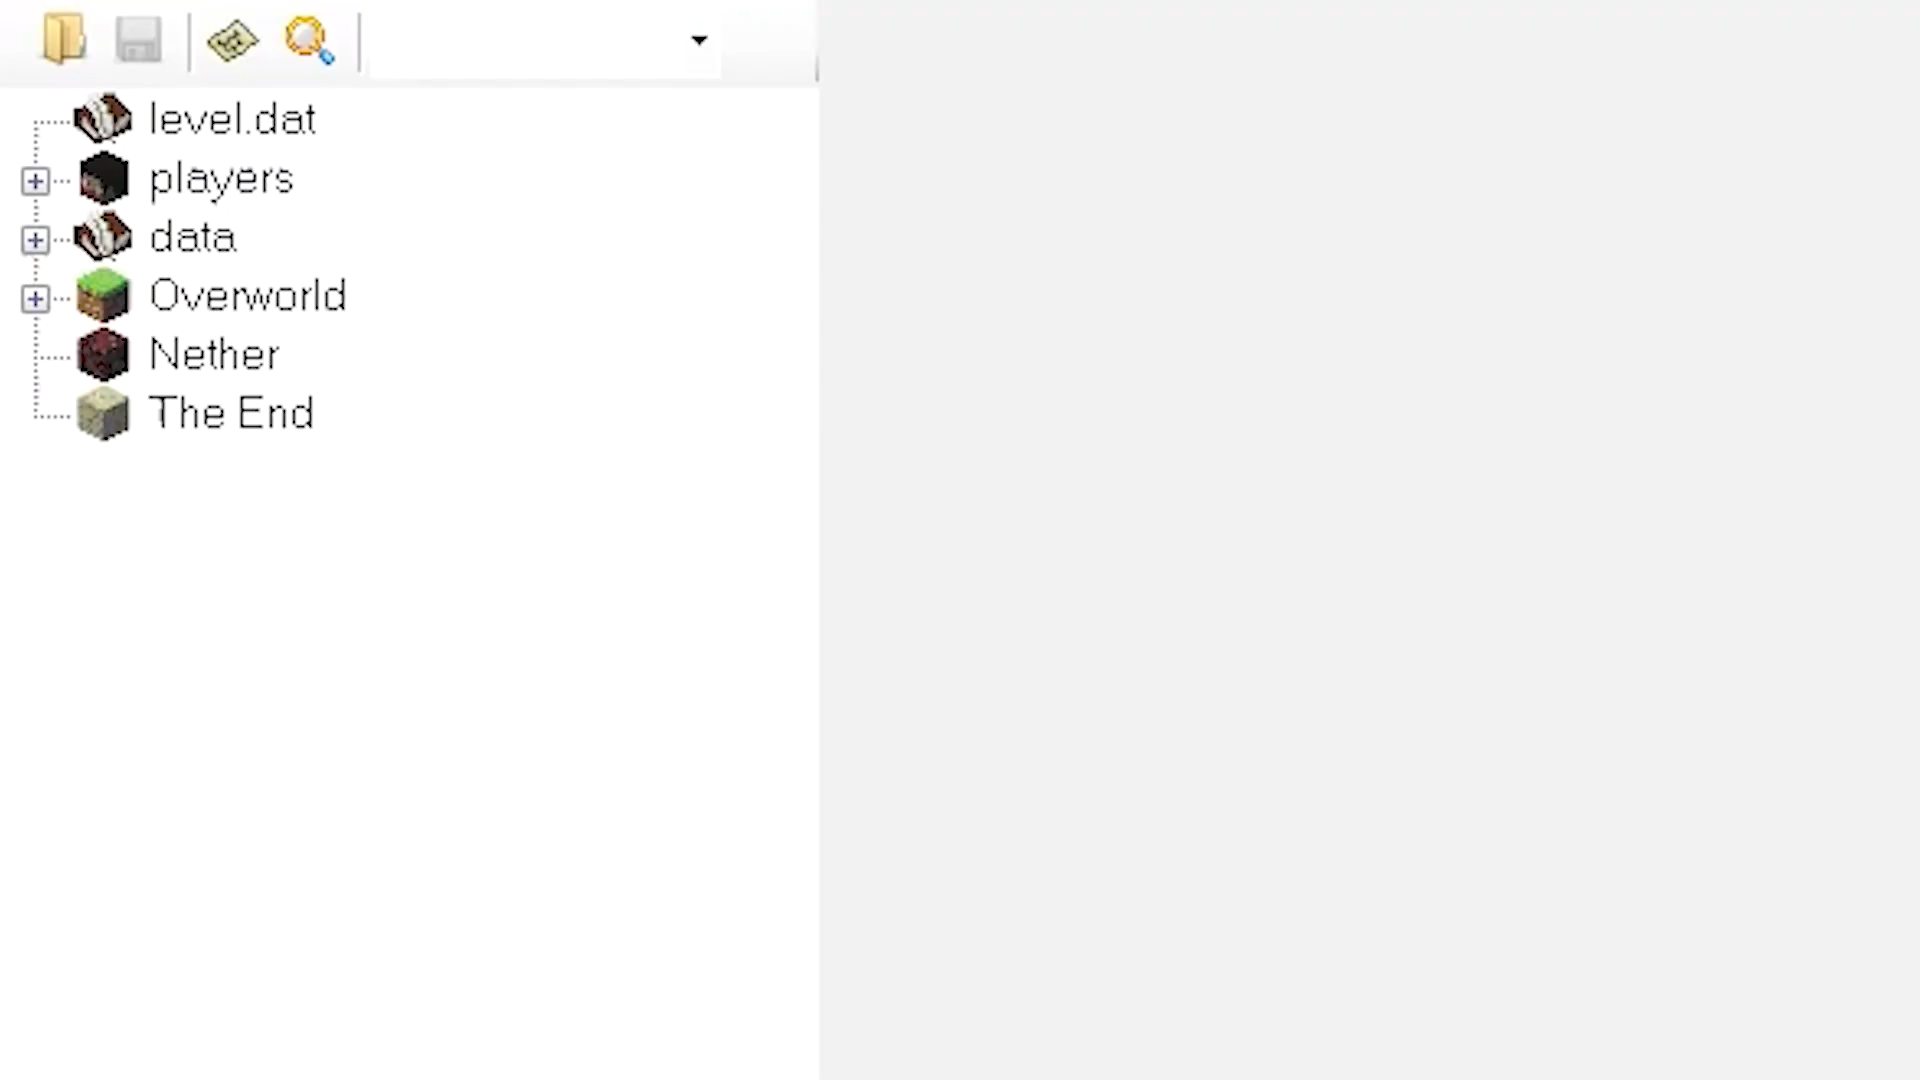 level.dat
players
data
Overworld
Nether
The End